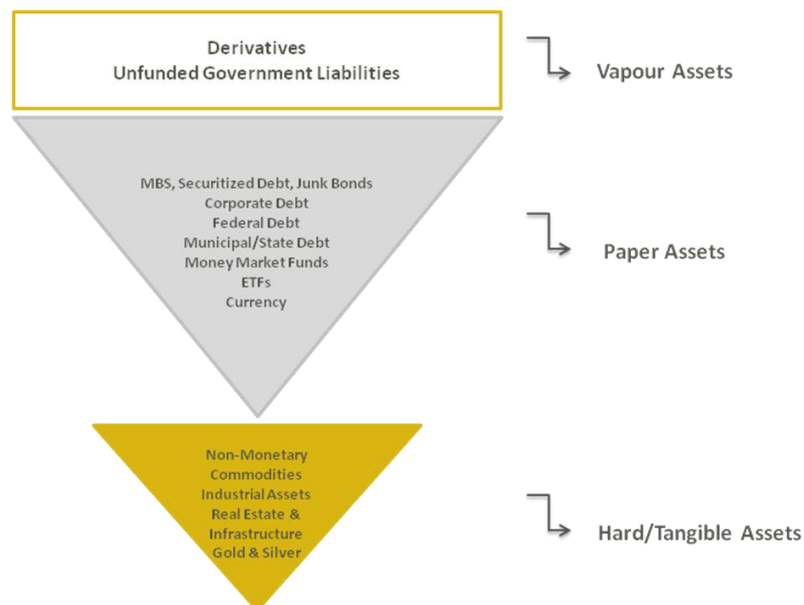 Derivatives
Unfunded Government Liabilities
Vapour Assets
MBS, Securitized Debt, Junk Bonds
Corporate Debt
Federal Debt
Municipal/State Debt
Money Market Funds
ETFs
Currency
Paper Assets
Non-Monetary
Commodities
Industrial Assets
Real Estate &
Infrastructure
Gold & Silver
Hard/Tangible Assets